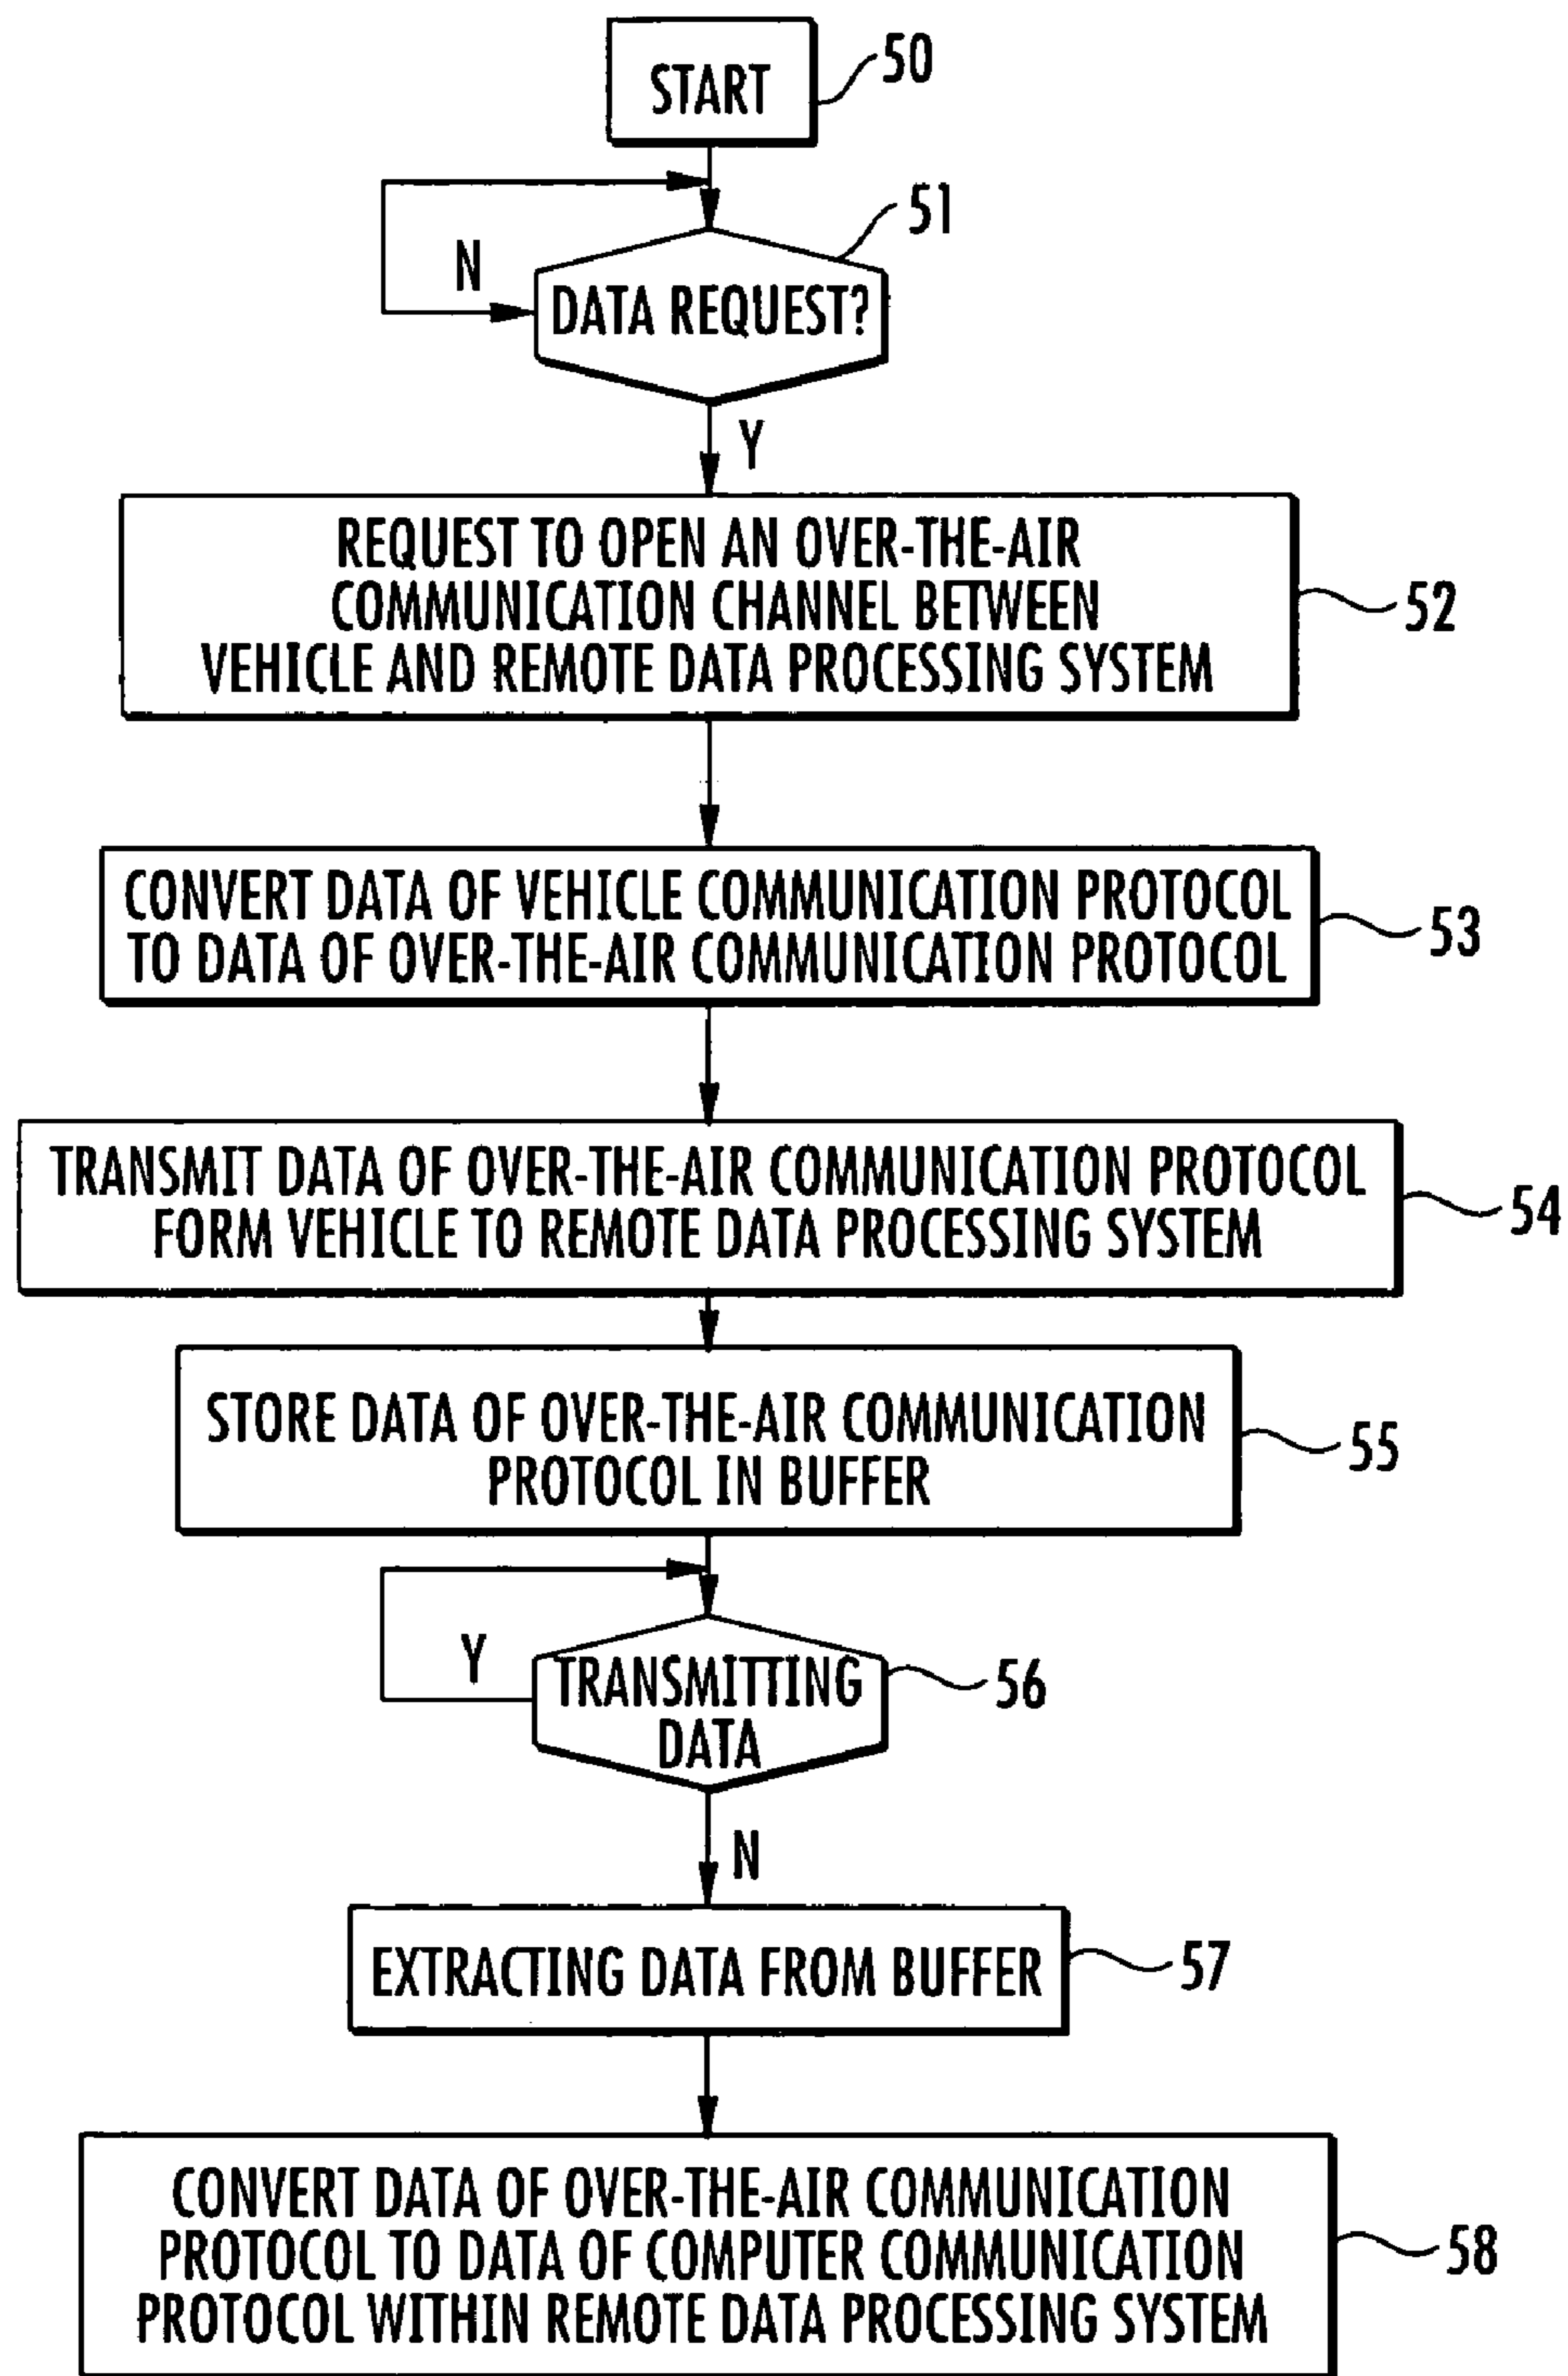 START
50
51
N
DATA REQUEST?
Y
REQUEST TO OPEN AN OVER-THE-AIR
COMMUNICATION CHANNEL BETWEEN
VEHICLE AND REMOTE DATA PROCESSING SYSTEM
52
CONVERT DATA OF VEHICLE COMMUNICATION PROTOCOL
TO DATA OF OVER-THE-AIR COMMUNICATION PROTOCOL
53
TRANSMIT DATA OF OVER-THE-AIR COMMUNICATION PROTOCOL
FORM VEHICLE TO REMOTE DATA PROCESSING SYSTEM
54
STORE DATA OF OVER-THE-AIR COMMUNICATION
PROTOCOL IN BUFFER
55
Y
TRANSMITTING
DATA
56
N
EXTRACTING DATA FROM BUFFER
57
CONVERT DATA OF OVER-THE-AIR COMMUNICATION
PROTOCOL TO DATA OF COMPUTER COMMUNICATION
PROTOCOL WITHIN REMOTE DATA PROCESSING SYSTEM
58